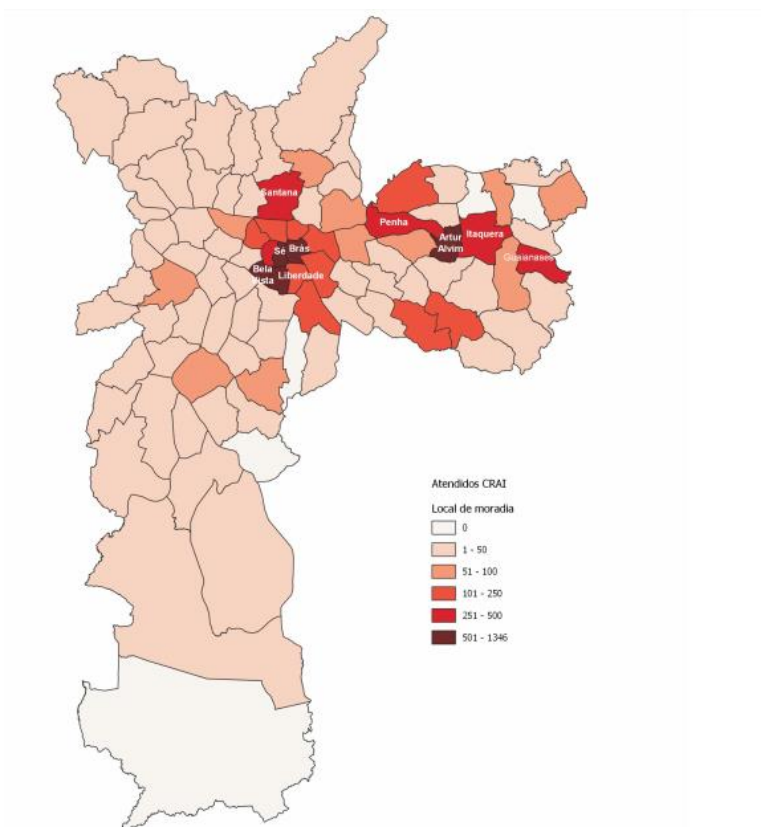 Santana
Penha
Artur
Alvim
Itaquera
Guaianases
Sé
Brás
Bela
Vista
Liberdade
Atendidos CRAI
Local de moradia
0
1 - 50
51 - 100
101 - 250
251 - 500
501 - 1346